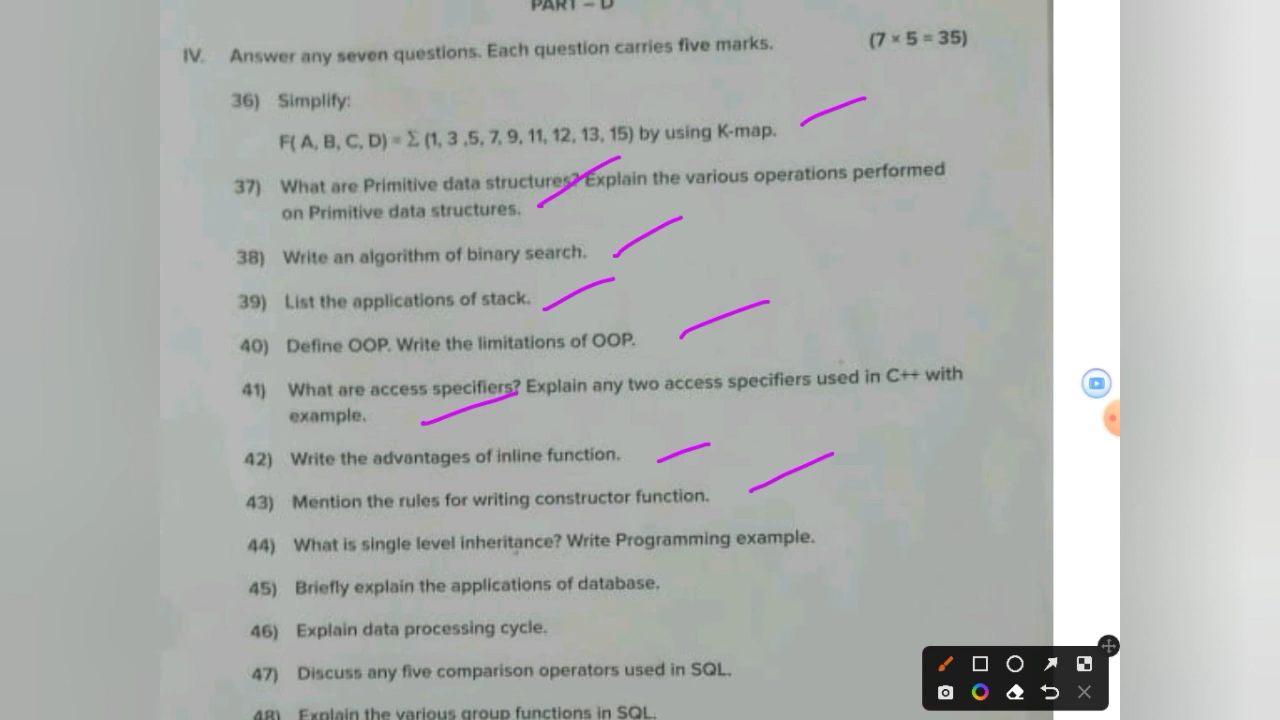 PART – D
IV. Answer any seven questions. Each question carries five marks. (7 × 5 = 35)
36) Simplify:
F( A, B, C, D) = Σ (1, 3 ,5, 7, 9, 11, 12, 13, 15) by using K-map.
37) What are Primitive data structures? Explain the various operations performed
on Primitive data structures.
38) Write an algorithm of binary search.
39) List the applications of stack.
40) Define OOP. Write the limitations of OOP.
41) What are access specifiers? Explain any two access specifiers used in C++ with
example.
42) Write the advantages of inline function.
43) Mention the rules for writing constructor function.
44) What is single level inheritance? Write Programming example.
45) Briefly explain the applications of database.
46) Explain data processing cycle.
47) Discuss any five comparison operators used in SQL.
48) Explain the various group functions in SQL.